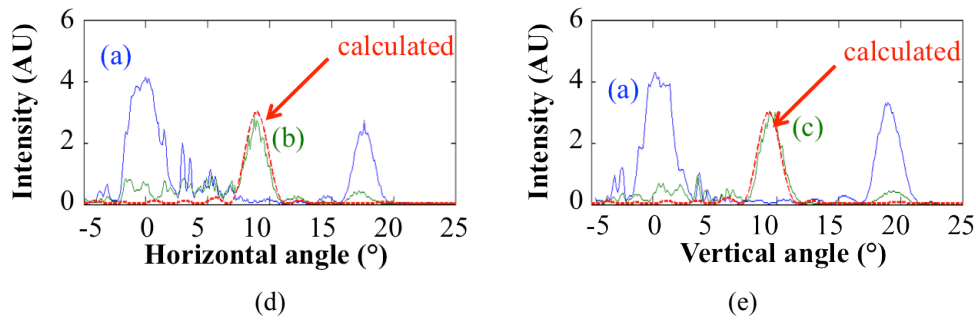 6
4
2
0
Intensity (AU)
(a)
calculated
(b)
-5 0 5 10 15 20 25
Horizontal angle (°)
(d)
6
4
2
0
Intensity (AU)
(a)
calculated
(c)
-5 0 5 10 15 20 25
Vertical angle (°)
(e)